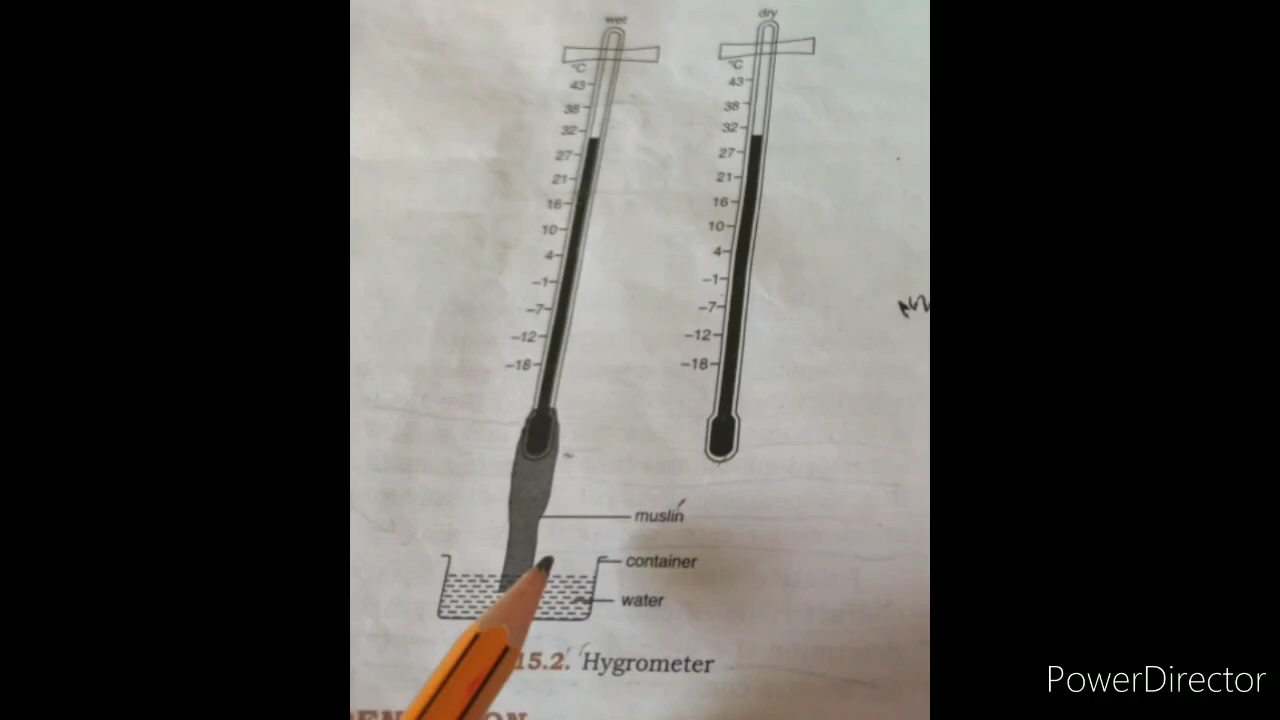 wet
dry
°C
43
38
32
27
21
16
10
4
-1
-7
-12
-18
°C
43
38
32
27
21
16
10
4
-1
-7
-12
-18
muslin
container
water
15.2. Hygrometer
PowerDirector